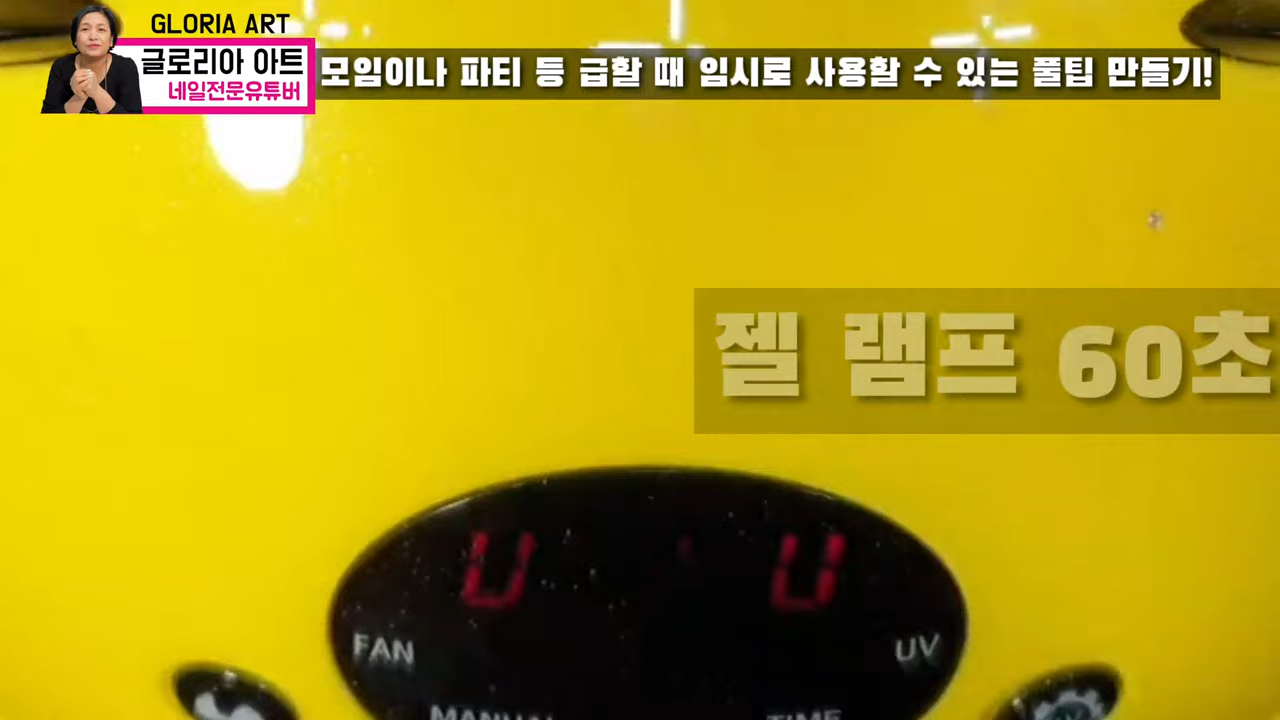 GLORIA ART
글로리아 아트
네일전문유튜버
모임이나 파티 등 급할 때 임시로 사용할 수 있는 풀팁 만들기!
젤 램프 60초
FAN
UV
MANUAL
TIME